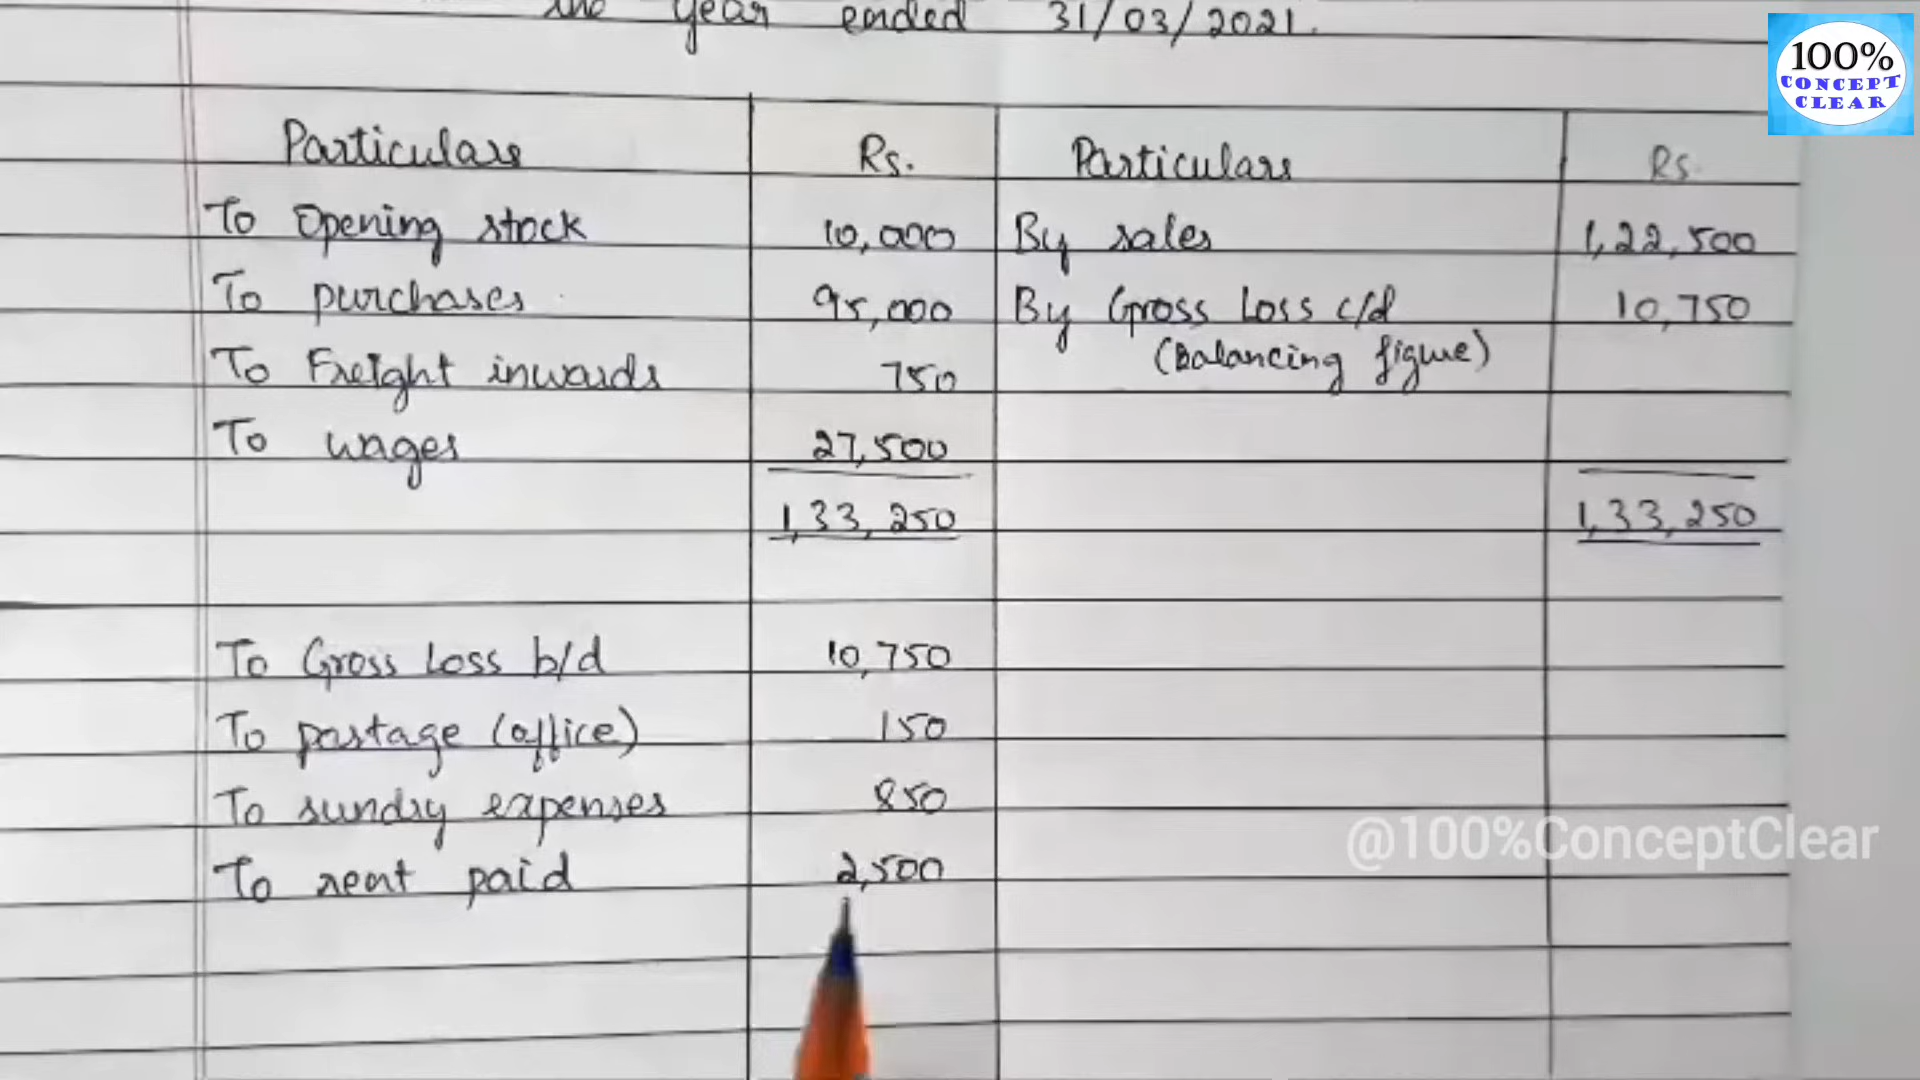 the year ended 31/03/2021.
100%
CONCEPT
CLEAR
Particulars Rs. Particulars Rs.
To Opening stock 10,000 By sales 1,22,500
To purchases 95,000 By Gross Loss c/d 10,750
(Balancing figure)
To Freight inwards 750
To wages 27,500
1,33,250 1,33,250
To Gross Loss b/d 10,750
To postage (office) 150
To sundry expenses 850
@100%ConceptClear
To rent paid 2,500